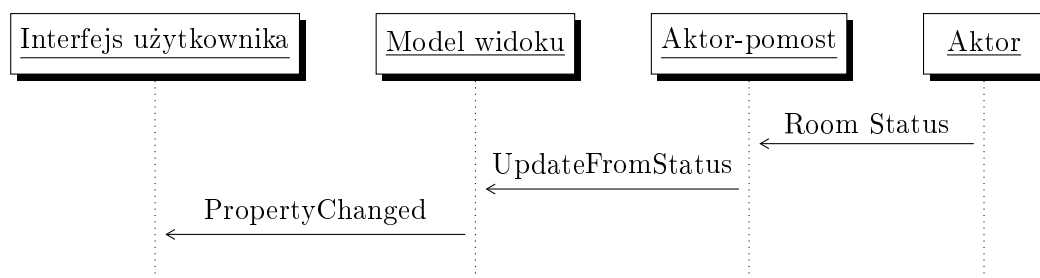 Interfejs użytkownika
Model widoku
Aktor-pomost
Aktor
Room Status
UpdateFromStatus
PropertyChanged